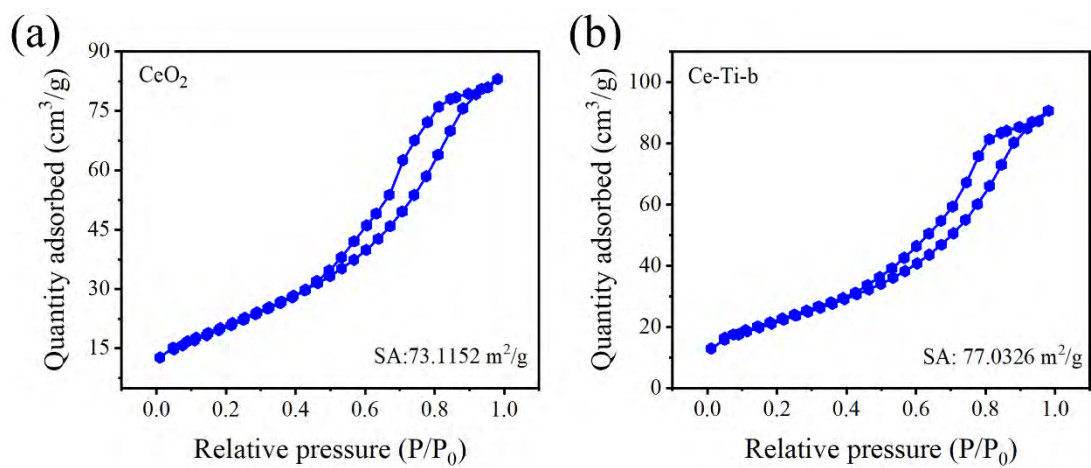 (a)
CeO₂
Quantity adsorbed (cm³/g)
90
75
60
45
30
15
SA:73.1152 m²/g
0.0 0.2 0.4 0.6 0.8 1.0
Relative pressure (P/P₀)
(b)
Ce-Ti-b
Quantity adsorbed (cm³/g)
100
80
60
40
20
0
SA: 77.0326 m²/g
0.0 0.2 0.4 0.6 0.8 1.0
Relative pressure (P/P₀)